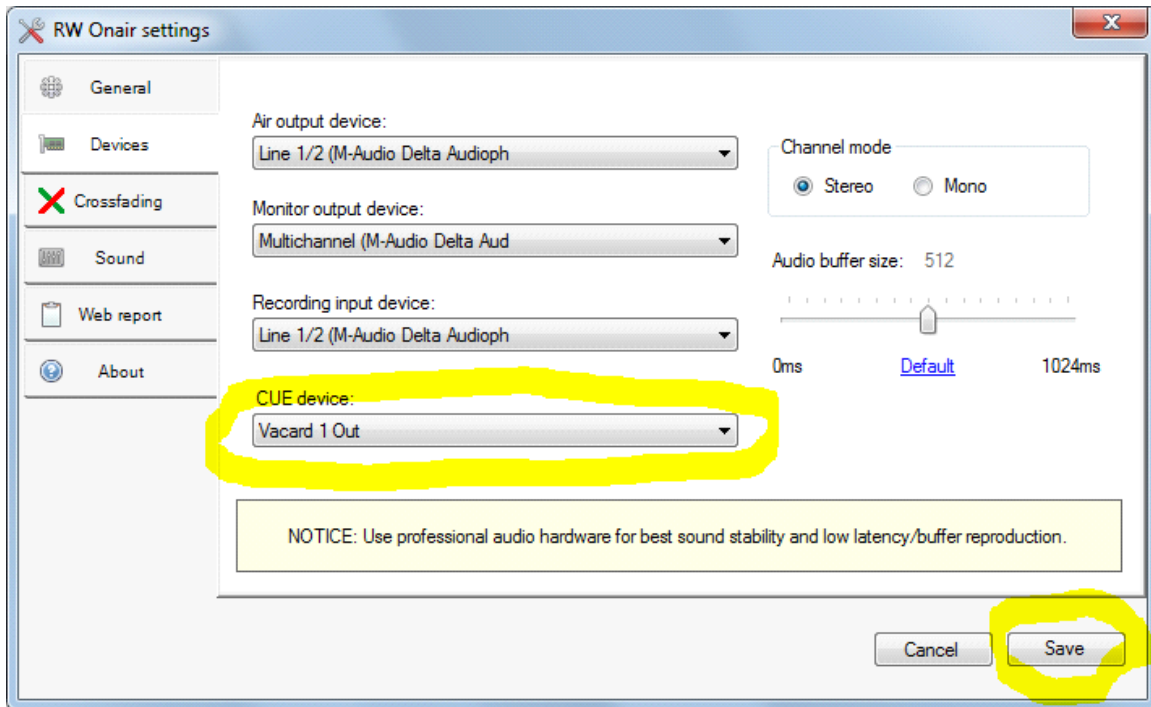 RW Onair settings
General
Devices
Crossfading
Sound
Web report
About
Air output device:
Line 1/2 (M-Audio Delta Audioph
Monitor output device:
Multichannel (M-Audio Delta Aud
Recording input device:
Line 1/2 (M-Audio Delta Audioph
CUE device:
Vacard 1 Out
Channel mode
Stereo Mono
Audio buffer size: 512
0ms Default 1024ms
NOTICE: Use professional audio hardware for best sound stability and low latency/buffer reproduction.
Cancel Save